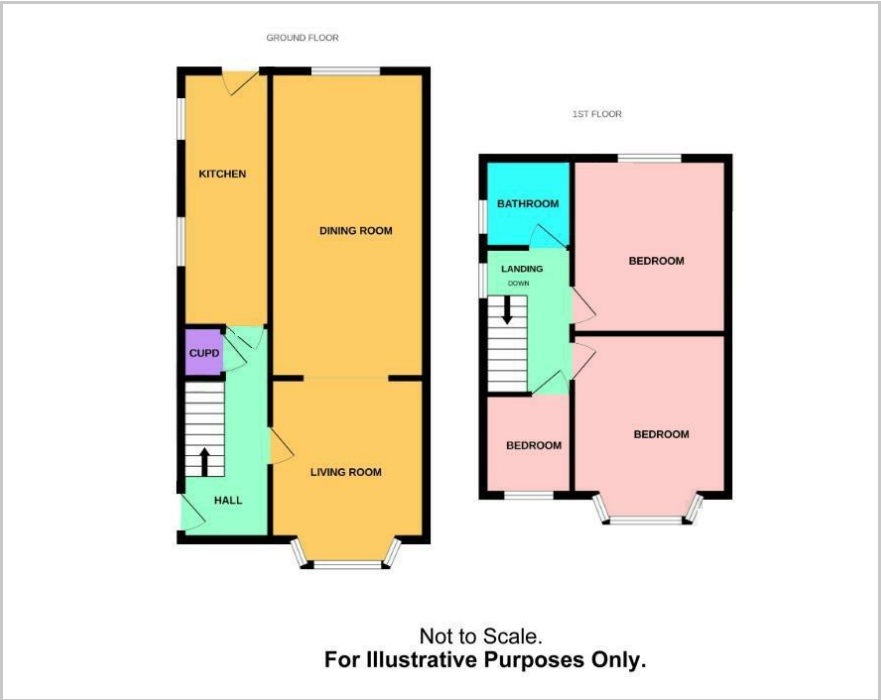 GROUND FLOOR
KITCHEN
DINING ROOM
CUPD
LIVING ROOM
HALL
1ST FLOOR
BATHROOM
LANDING
DOWN
BEDROOM
BEDROOM
BEDROOM
Not to Scale.
For Illustrative Purposes Only.